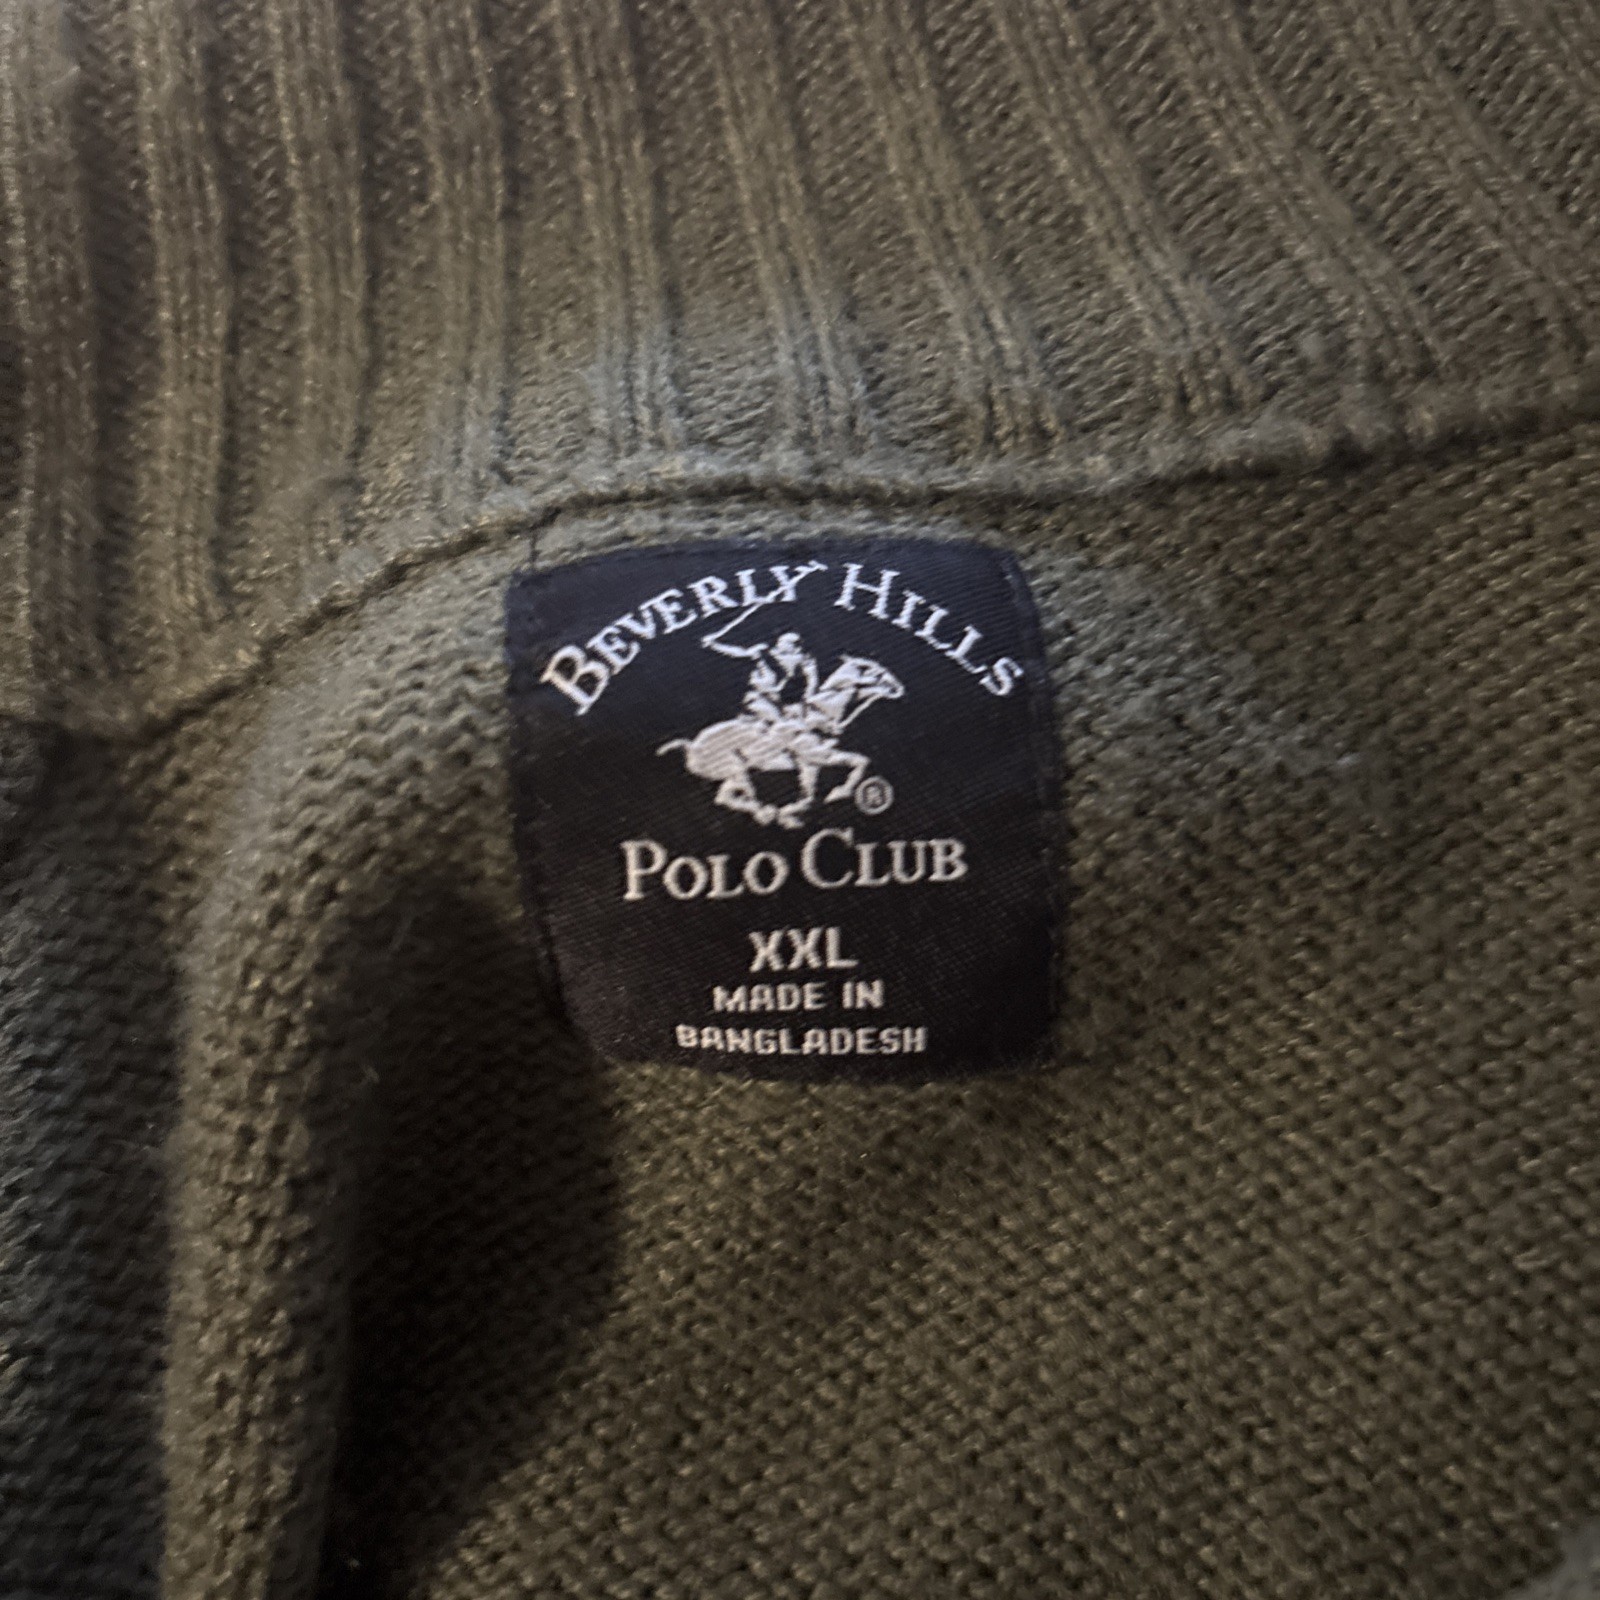 BEVERLY HILLS
®
POLO CLUB
XXL
MADE IN
BANGLADESH